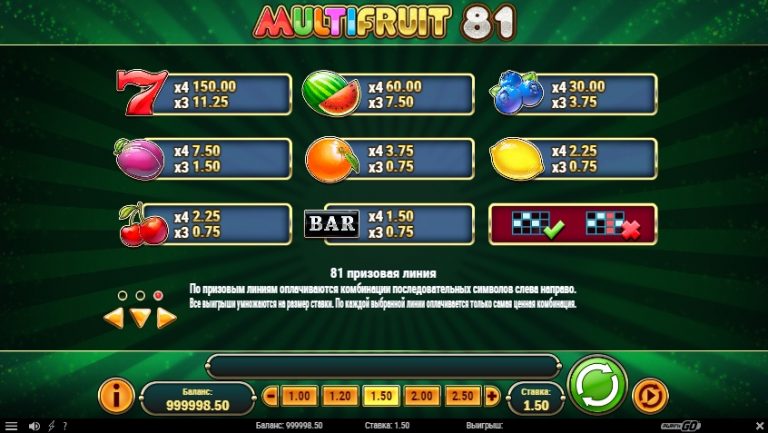 MULTIFRUIT 81
x4 150.00
x3 11.25
x4 60.00
x3 7.50
x4 30.00
x3 3.75
x4 7.50
x3 1.50
x4 3.75
x3 0.75
x4 2.25
x3 0.75
x4 2.25
x3 0.75
BAR
x4 1.50
x3 0.75
81 призовая линия
По призовым линиям оплачиваются комбинации последовательных символов слева направо.
Все выигрыши умножаются на размер ставки. По каждой выбранной линии оплачивается только самая ценная комбинация.
Баланс:
999998.50
1.00 1.20 1.50 2.00 2.50
Ставка:
1.50
Баланс: 999998.50 Ставка: 1.50 Выигрыш: PLAY'N GO